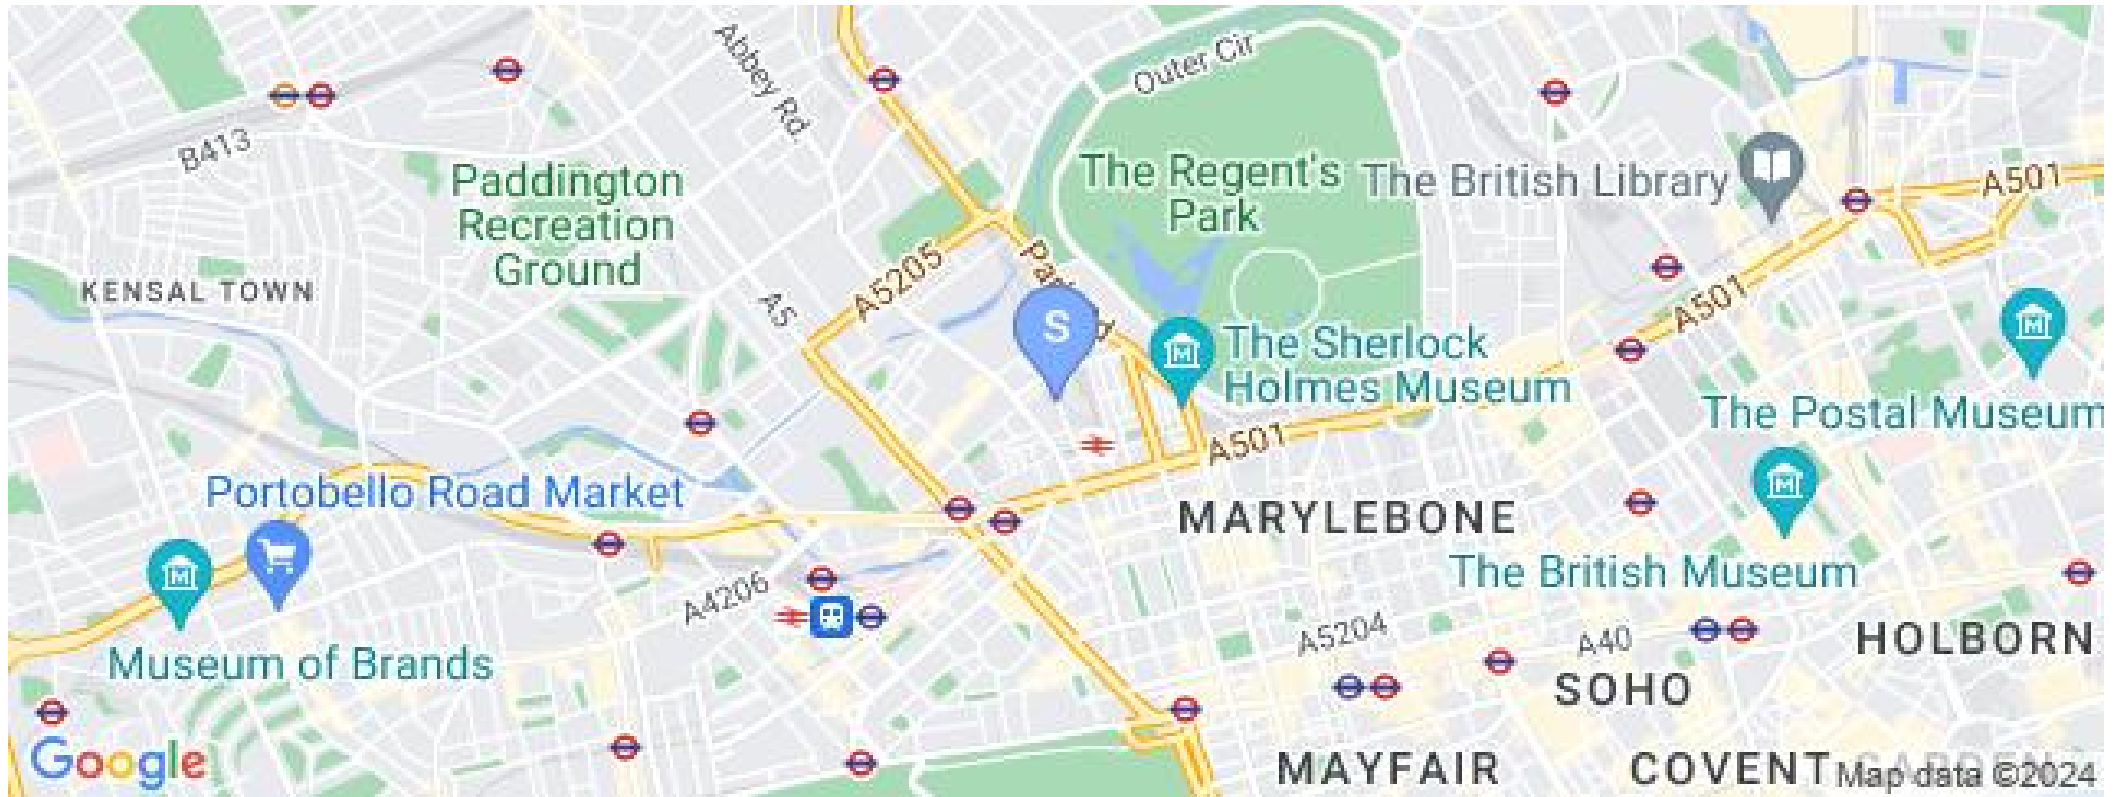 Abbey Rd.
Outer Cir
B413
Paddington
Recreation
Ground
The Regent's
Park
The British Library
A501
KENSAL TOWN
A5205
A5
S
A501
The Sherlock
Holmes Museum
The Postal Museum
A501
Portobello Road Market
MARYLEBONE
The British Museum
A4206
Museum of Brands
A5204
A40
HOLBORN
SOHO
Google
MAYFAIR
COVENT
Map data ©2024